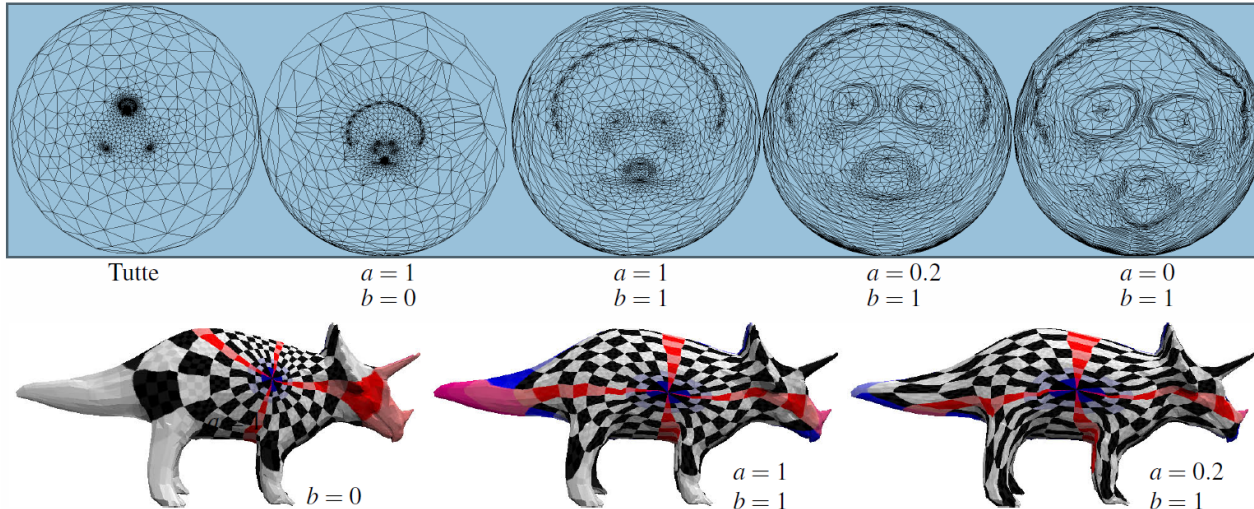 Tutte
a = 1
b = 0
a = 1
b = 1
a = 0.2
b = 1
a = 0
b = 1
b = 0
a = 1
b = 1
a = 0.2
b = 1